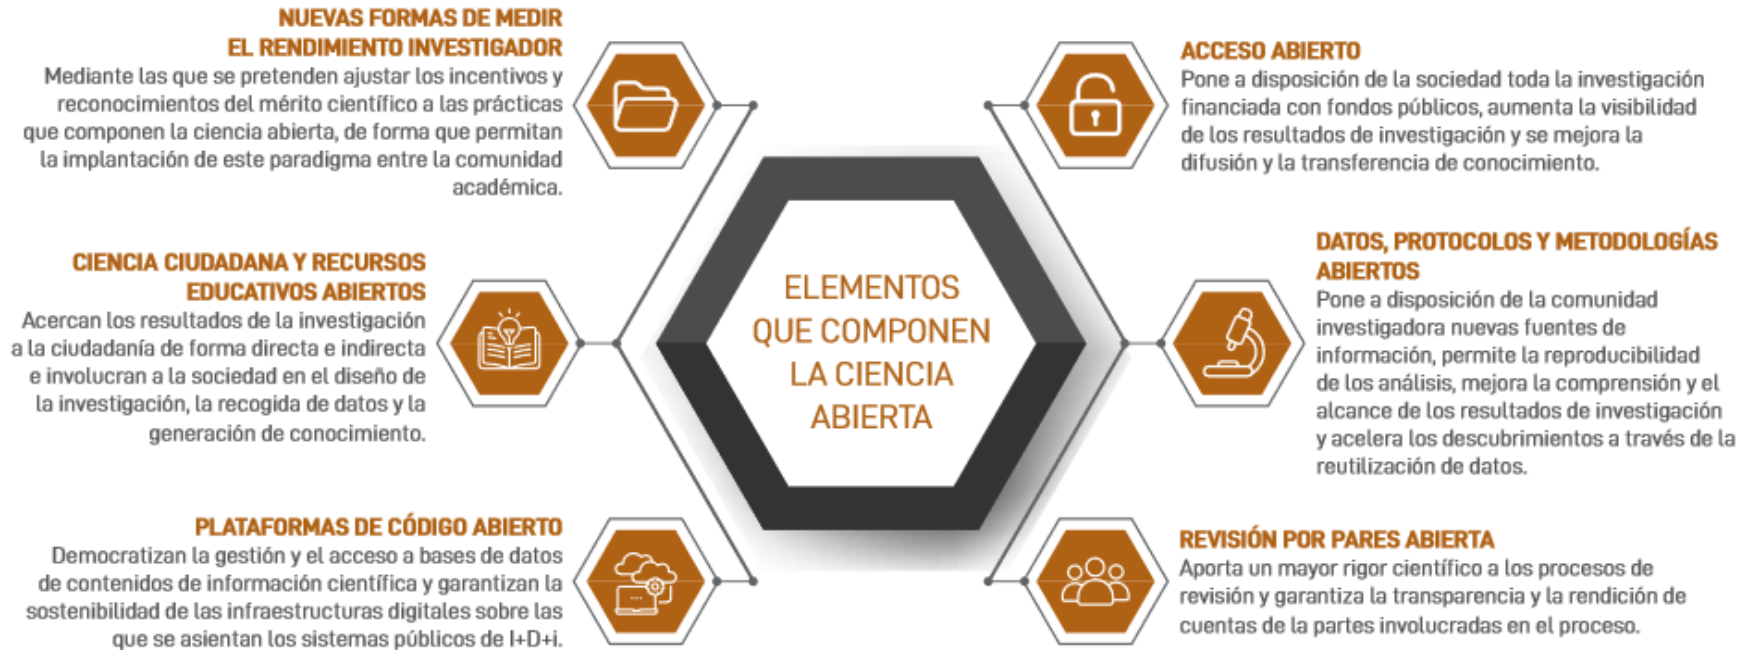 NUEVAS FORMAS DE MEDIR
EL RENDIMIENTO INVESTIGADOR
Mediante las que se pretenden ajustar los incentivos y
reconocimientos del mérito científico a las prácticas
que componen la ciencia abierta, de forma que permitan
la implantación de este paradigma entre la comunidad
académica.
CIENCIA CIUDADANA Y RECURSOS
EDUCATIVOS ABIERTOS
Acercan los resultados de la investigación
a la ciudadanía de forma directa e indirecta
e involucran a la sociedad en el diseño de
la investigación, la recogida de datos y la
generación de conocimiento.
PLATAFORMAS DE CÓDIGO ABIERTO
Democratizan la gestión y el acceso a bases de datos
de contenidos de información científica y garantizan la
sostenibilidad de las infraestructuras digitales sobre las
que se asientan los sistemas públicos de I+D+i.
ELEMENTOS
QUE COMPONEN
LA CIENCIA
ABIERTA
ACCESO ABIERTO
Pone a disposición de la sociedad toda la investigación
financiada con fondos públicos, aumenta la visibilidad
de los resultados de investigación y se mejora la
difusión y la transferencia de conocimiento.
DATOS, PROTOCOLOS Y METODOLOGÍAS
ABIERTOS
Pone a disposición de la comunidad
investigadora nuevas fuentes de
información, permite la reproducibilidad
de los análisis, mejora la comprensión y el
alcance de los resultados de investigación
y acelera los descubrimientos a través de la
reutilización de datos.
REVISIÓN POR PARES ABIERTA
Aporta un mayor rigor científico a los procesos de
revisión y garantiza la transparencia y la rendición de
cuentas de la partes involucradas en el proceso.